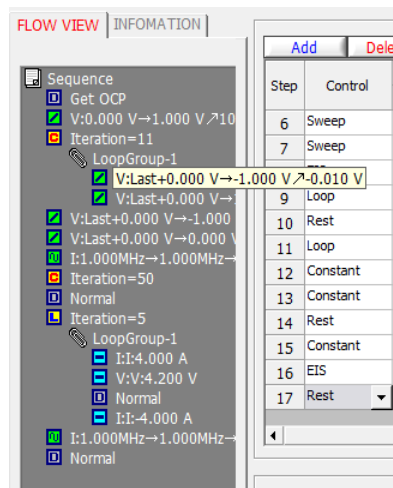 FLOW VIEW
INFOMATION
Sequence
Get OCP
V:0.000 V→1.000 V↗10
Iteration=11
LoopGroup-1
V:Last+0.000 V→-1.000 V↗-0.010 V
V:Last+0.000 V→
V:Last+0.000 V→-1.000
V:Last+0.000 V→0.000 V
I:1.000MHz→1.000MHz→
Iteration=50
Normal
Iteration=5
LoopGroup-1
I:I:4.000 A
V:V:4.200 V
Normal
I:I:-4.000 A
I:1.000MHz→1.000MHz→
Normal
Add
Dele
Step Control
6 Sweep
7 Sweep
9 Loop
10 Rest
11 Loop
12 Constant
13 Constant
14 Rest
15 Constant
16 EIS
17 Rest